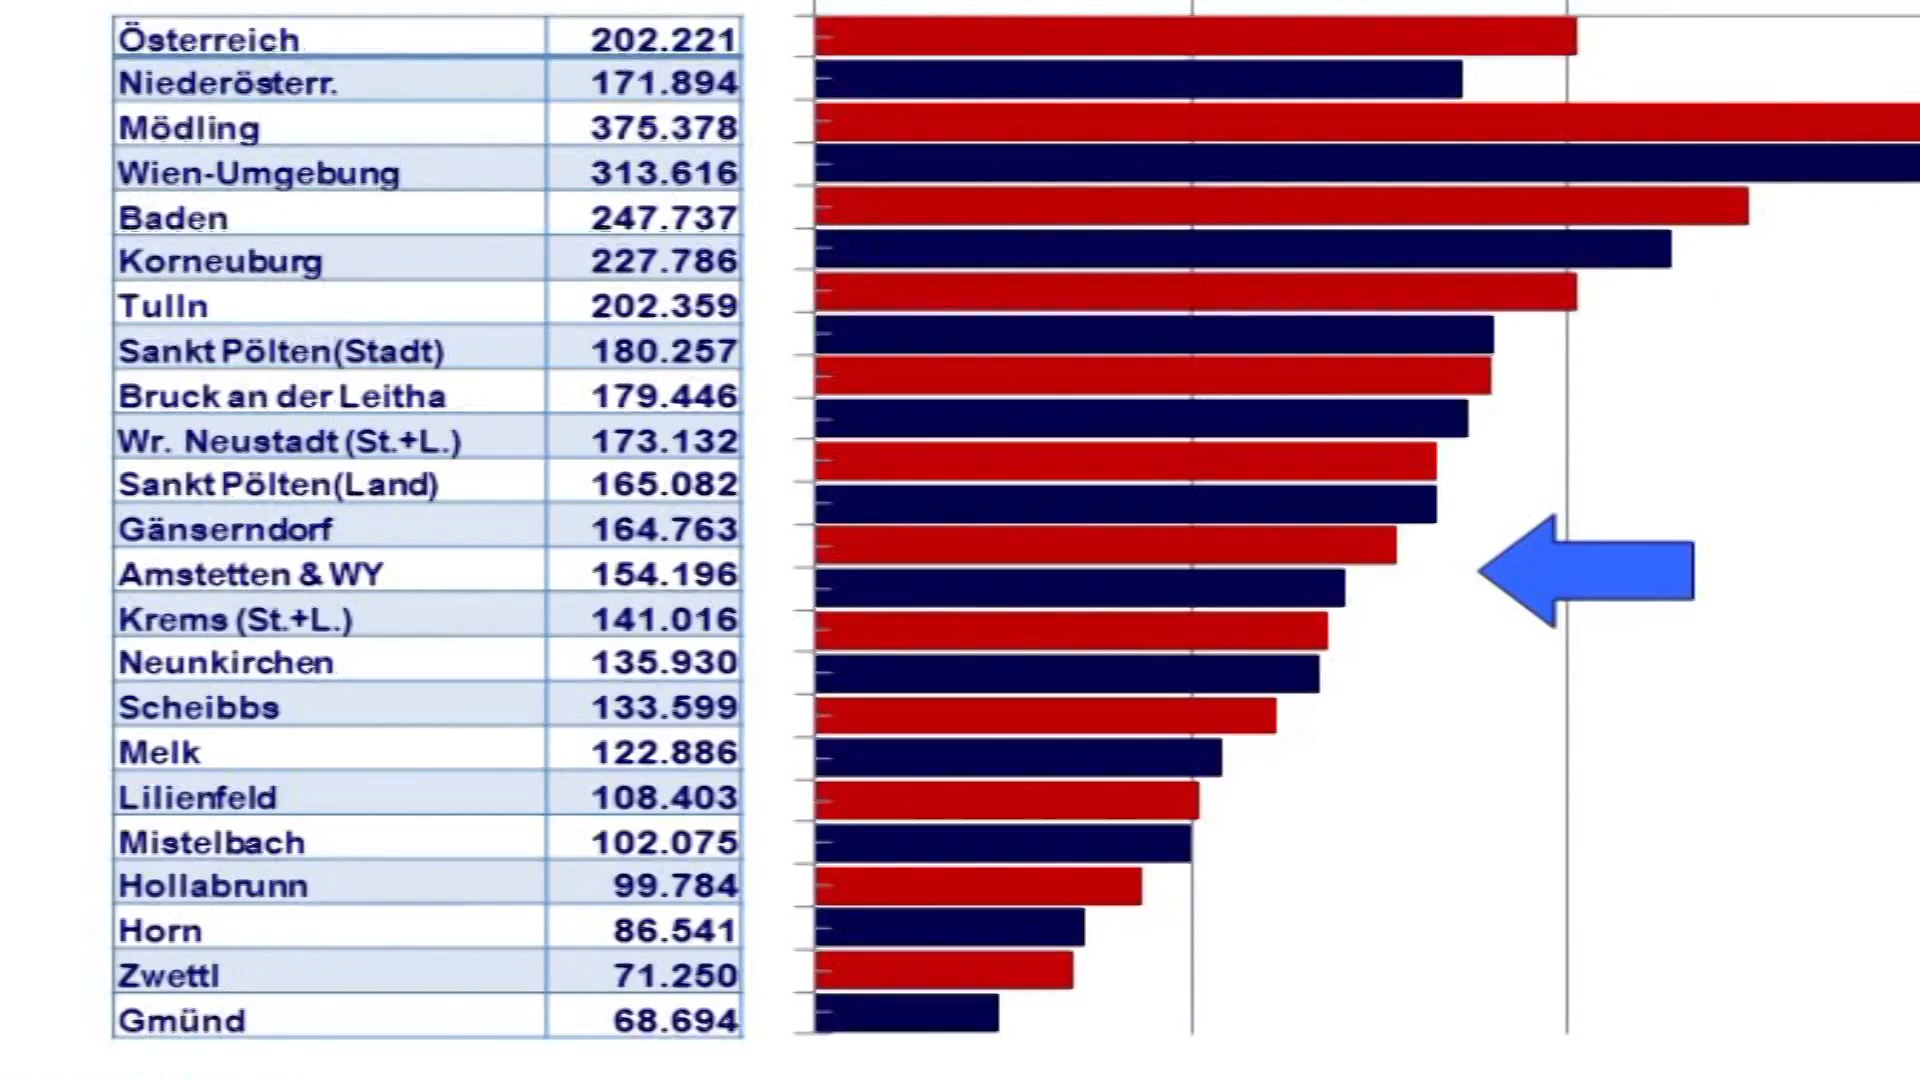 Österreich 202.221
Niederösterr. 171.894
Mödling 375.378
Wien-Umgebung 313.616
Baden 247.737
Korneuburg 227.786
Tulln 202.359
Sankt Pölten(Stadt) 180.257
Bruck an der Leitha 179.446
Wr. Neustadt (St.+L.) 173.132
Sankt Pölten(Land) 165.082
Gänserndorf 164.763
Amstetten & WY 154.196
Krems (St.+L.) 141.016
Neunkirchen 135.930
Scheibbs 133.599
Melk 122.886
Lilienfeld 108.403
Mistelbach 102.075
Hollabrunn 99.784
Horn 86.541
Zwettl 71.250
Gmünd 68.694